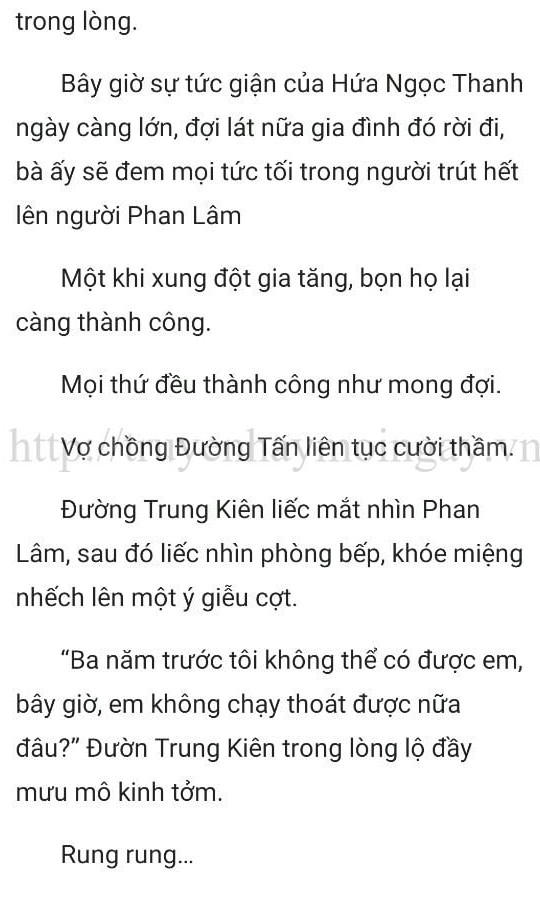 trong lòng.
Bây giờ sự tức giận của Hứa Ngọc Thanh
ngày càng lớn, đợi lát nữa gia đình đó rời đi,
bà ấy sẽ đem mọi tức tối trong người trút hết
lên người Phan Lâm
Một khi xung đột gia tăng, bọn họ lại
càng thành công.
Mọi thứ đều thành công như mong đợi.
Vợ chồng Đường Tấn liên tục cười thầm.
Đường Trung Kiên liếc mắt nhìn Phan
Lâm, sau đó liếc nhìn phòng bếp, khóe miệng
nhếch lên một ý giễu cợt.
“Ba năm trước tôi không thể có được em,
bây giờ, em không chạy thoát được nữa
đâu?” Đườn Trung Kiên trong lòng lộ đầy
mưu mô kinh tởm.
Rung rung...